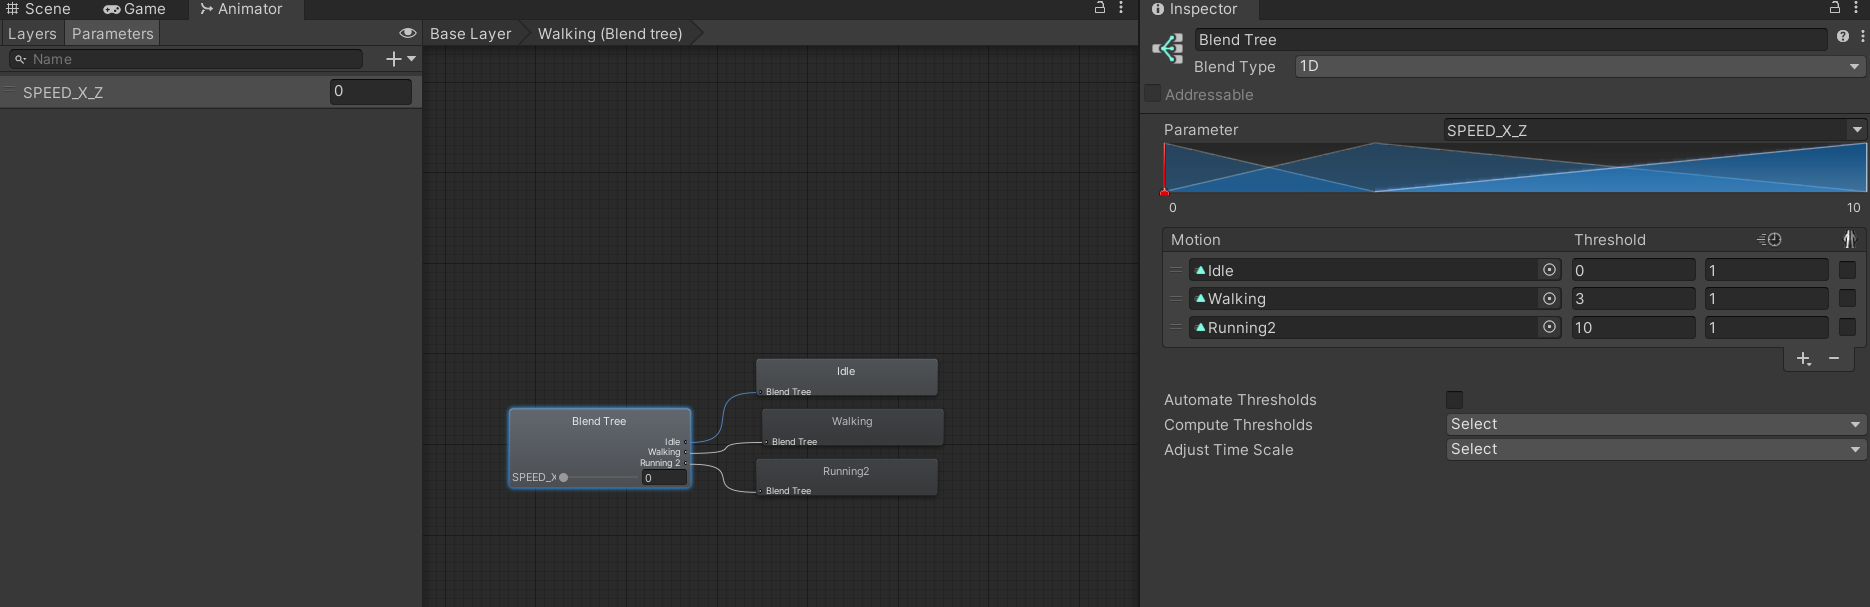 Scene Game Animator
Layers Parameters
Name
SPEED_X_Z 0
Base Layer Walking (Blend tree)
Idle
Blend Tree
Blend Tree
Idle
Walking
Running 2
SPEED_X 0
Walking
Blend Tree
Running2
Blend Tree
Inspector
Blend Tree
Blend Type 1D
Addressable
Parameter SPEED_X_Z
0 10
Motion Threshold
Idle 0 1
Walking 3 1
Running2 10 1
Automate Thresholds
Compute Thresholds Select
Adjust Time Scale Select